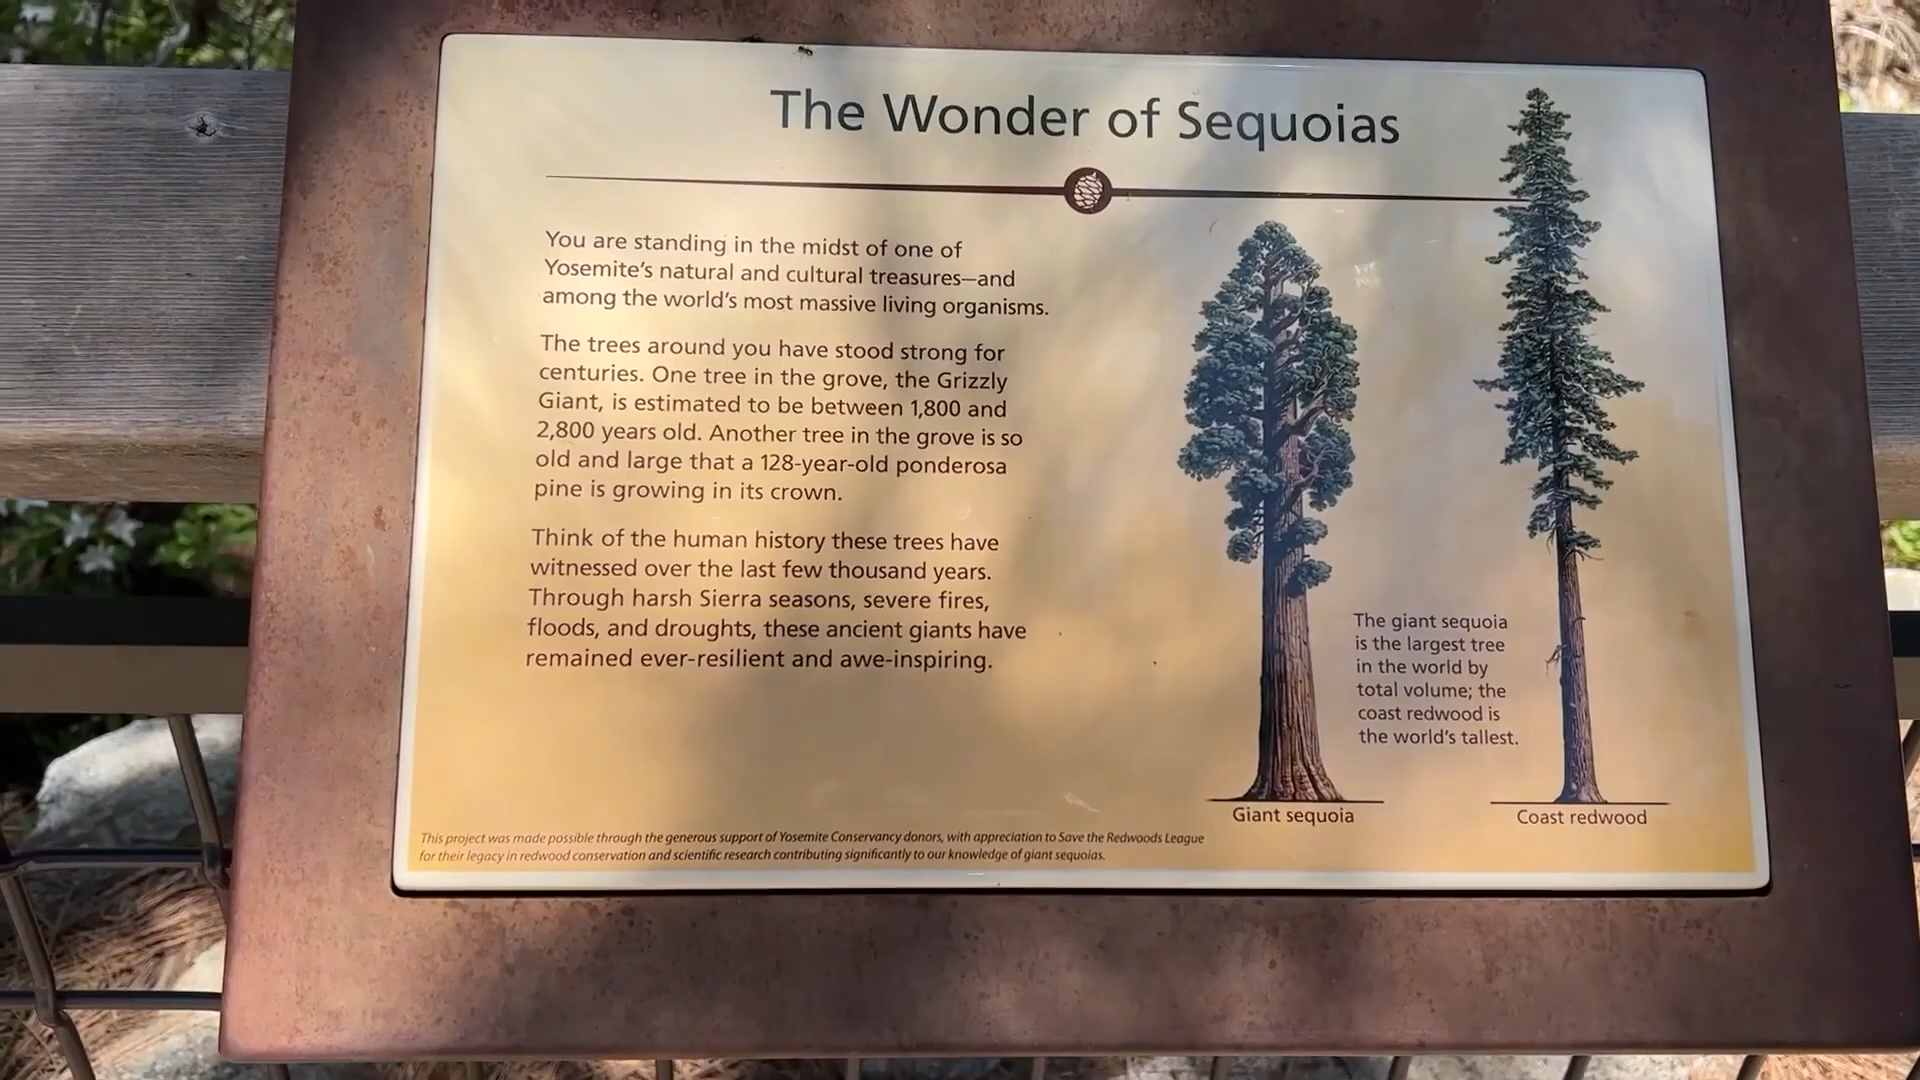 The Wonder of Sequoias
You are standing in the midst of one of
Yosemite's natural and cultural treasures—and
among the world's most massive living organisms.
The trees around you have stood strong for
centuries. One tree in the grove, the Grizzly
Giant, is estimated to be between 1,800 and
2,800 years old. Another tree in the grove is so
old and large that a 128-year-old ponderosa
pine is growing in its crown.
Think of the human history these trees have
witnessed over the last few thousand years.
Through harsh Sierra seasons, severe fires,
floods, and droughts, these ancient giants have
remained ever-resilient and awe-inspiring.
The giant sequoia
is the largest tree
in the world by
total volume; the
coast redwood is
the world's tallest.
Giant sequoia
Coast redwood
This project was made possible through the generous support of Yosemite Conservancy donors, with appreciation to Save the Redwoods League
for their legacy in redwood conservation and scientific research contributing significantly to our knowledge of giant sequoias.